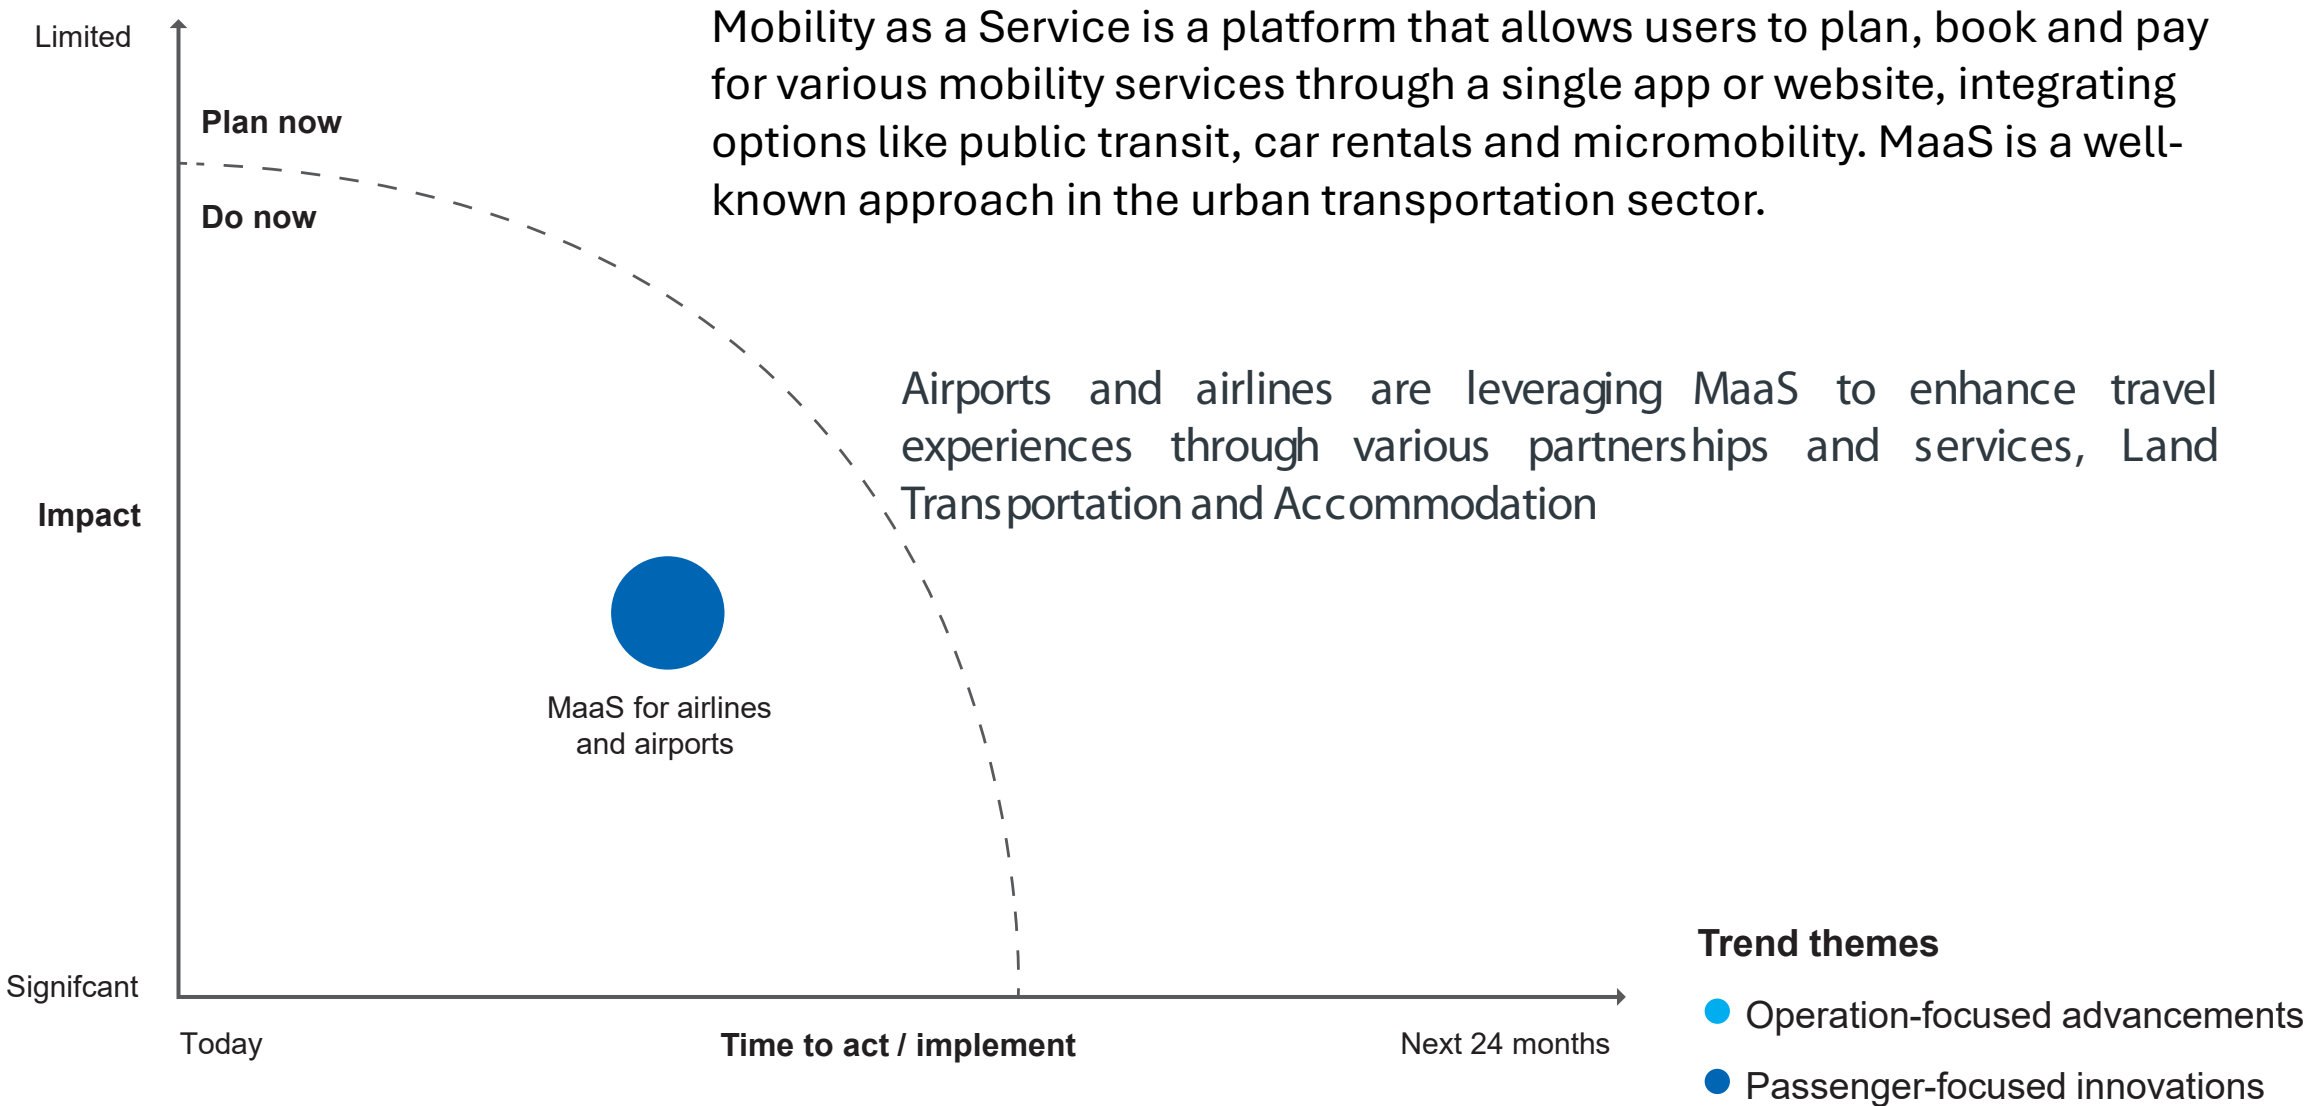 Limited
Mobility as a Service is a platform that allows users to plan, book and pay
for various mobility services through a single app or website, integrating
options like public transit, car rentals and micromobility. MaaS is a well-
known approach in the urban transportation sector.
Plan now
Do now
Airports and airlines are leveraging MaaS to enhance travel
experiences through various partnerships and services, Land
Transportation and Accommodation
Impact
MaaS for airlines
and airports
Signifcant
Today
Time to act / implement
Next 24 months
Trend themes
Operation-focused advancements
Passenger-focused innovations